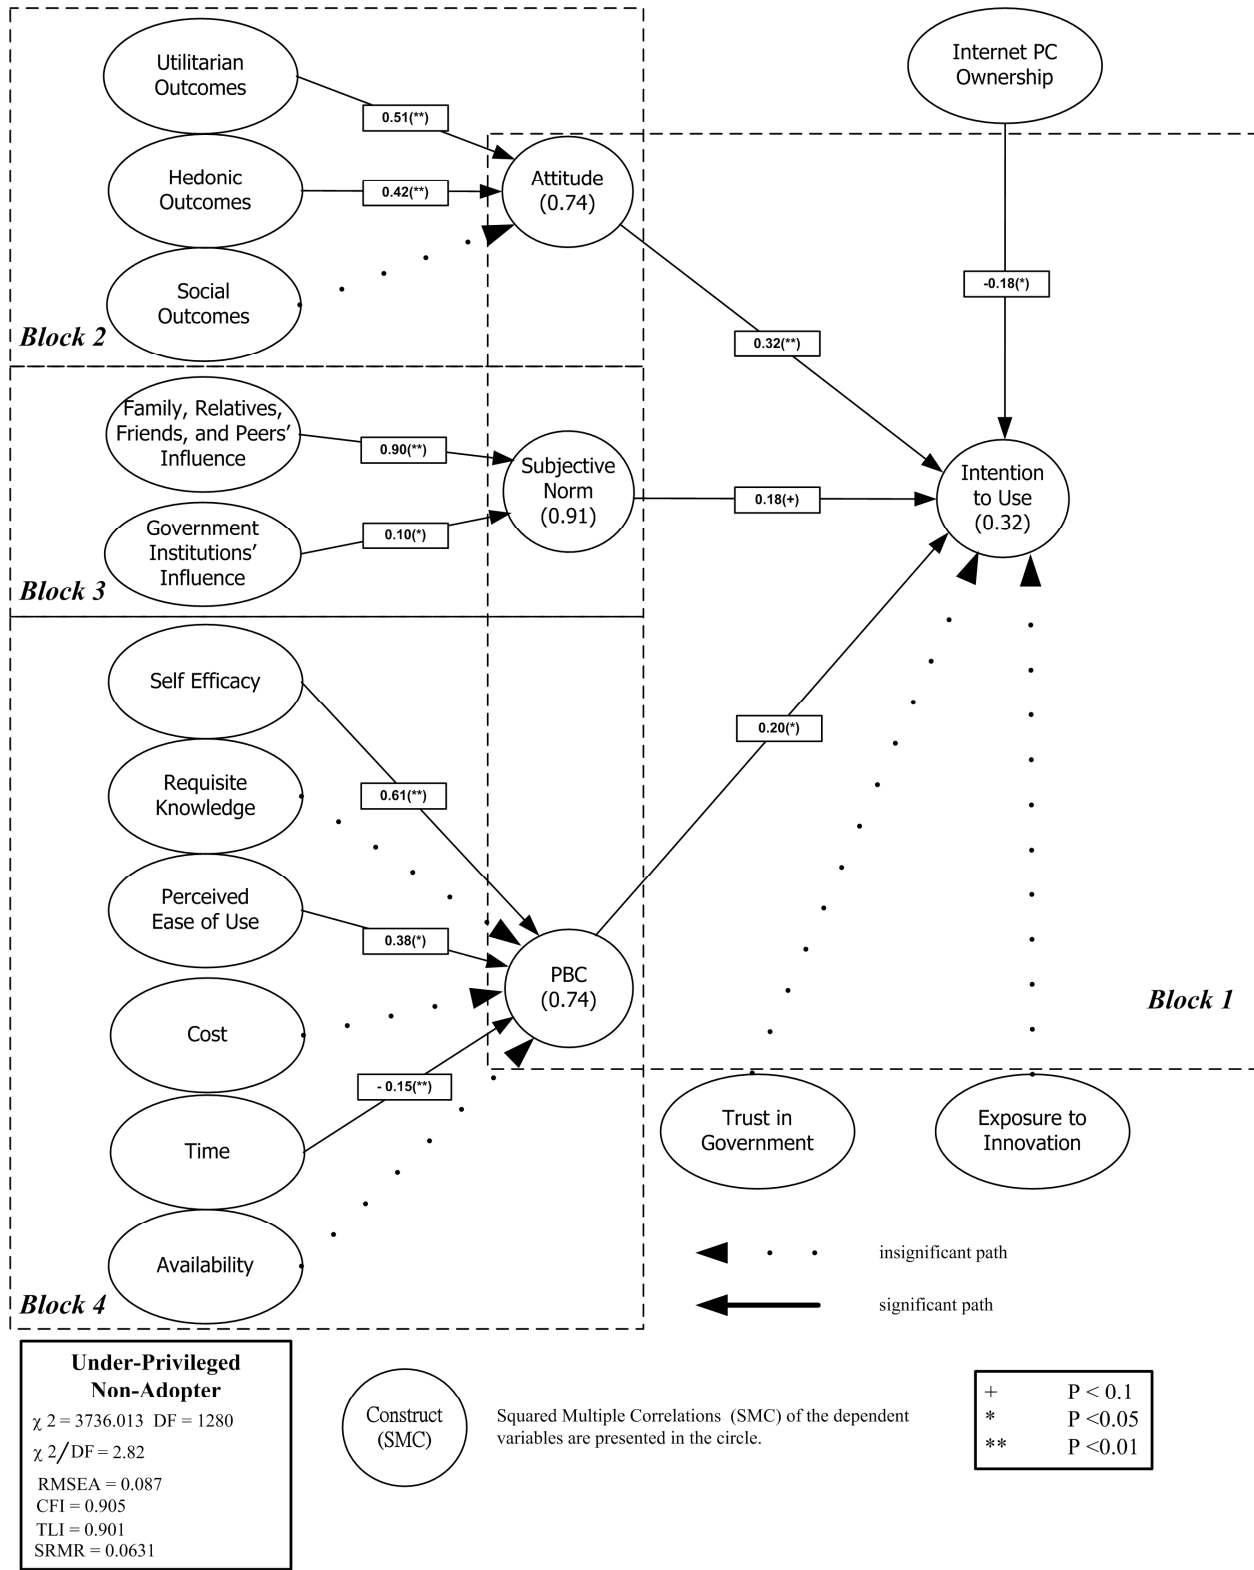 Utilitarian
Outcomes
Internet PC
Ownership
0.51(**)
Hedonic
Outcomes
0.42(**)
Attitude
(0.74)
Social
Outcomes
Block 2
-0.18(*)
0.32(**)
Family, Relatives,
Friends, and Peers'
Influence
0.90(**)
Subjective
Norm
(0.91)
0.18(+)
Intention
to Use
(0.32)
Government
Institutions'
Influence
0.10(*)
Block 3
Self Efficacy
0.61(**)
0.20(*)
Requisite
Knowledge
Perceived
Ease of Use
0.38(*)
PBC
(0.74)
Cost
Block 1
- 0.15(**)
Time
Trust in
Government
Exposure to
Innovation
Availability
Block 4
insignificant path
significant path
Under-Privileged
Non-Adopter
χ 2 = 3736.013 DF = 1280
χ 2/DF = 2.82
RMSEA = 0.087
CFI = 0.905
TLI = 0.901
SRMR = 0.0631
Construct
(SMC)
Squared Multiple Correlations (SMC) of the dependent
variables are presented in the circle.
+ P < 0.1
* P <0.05
** P <0.01